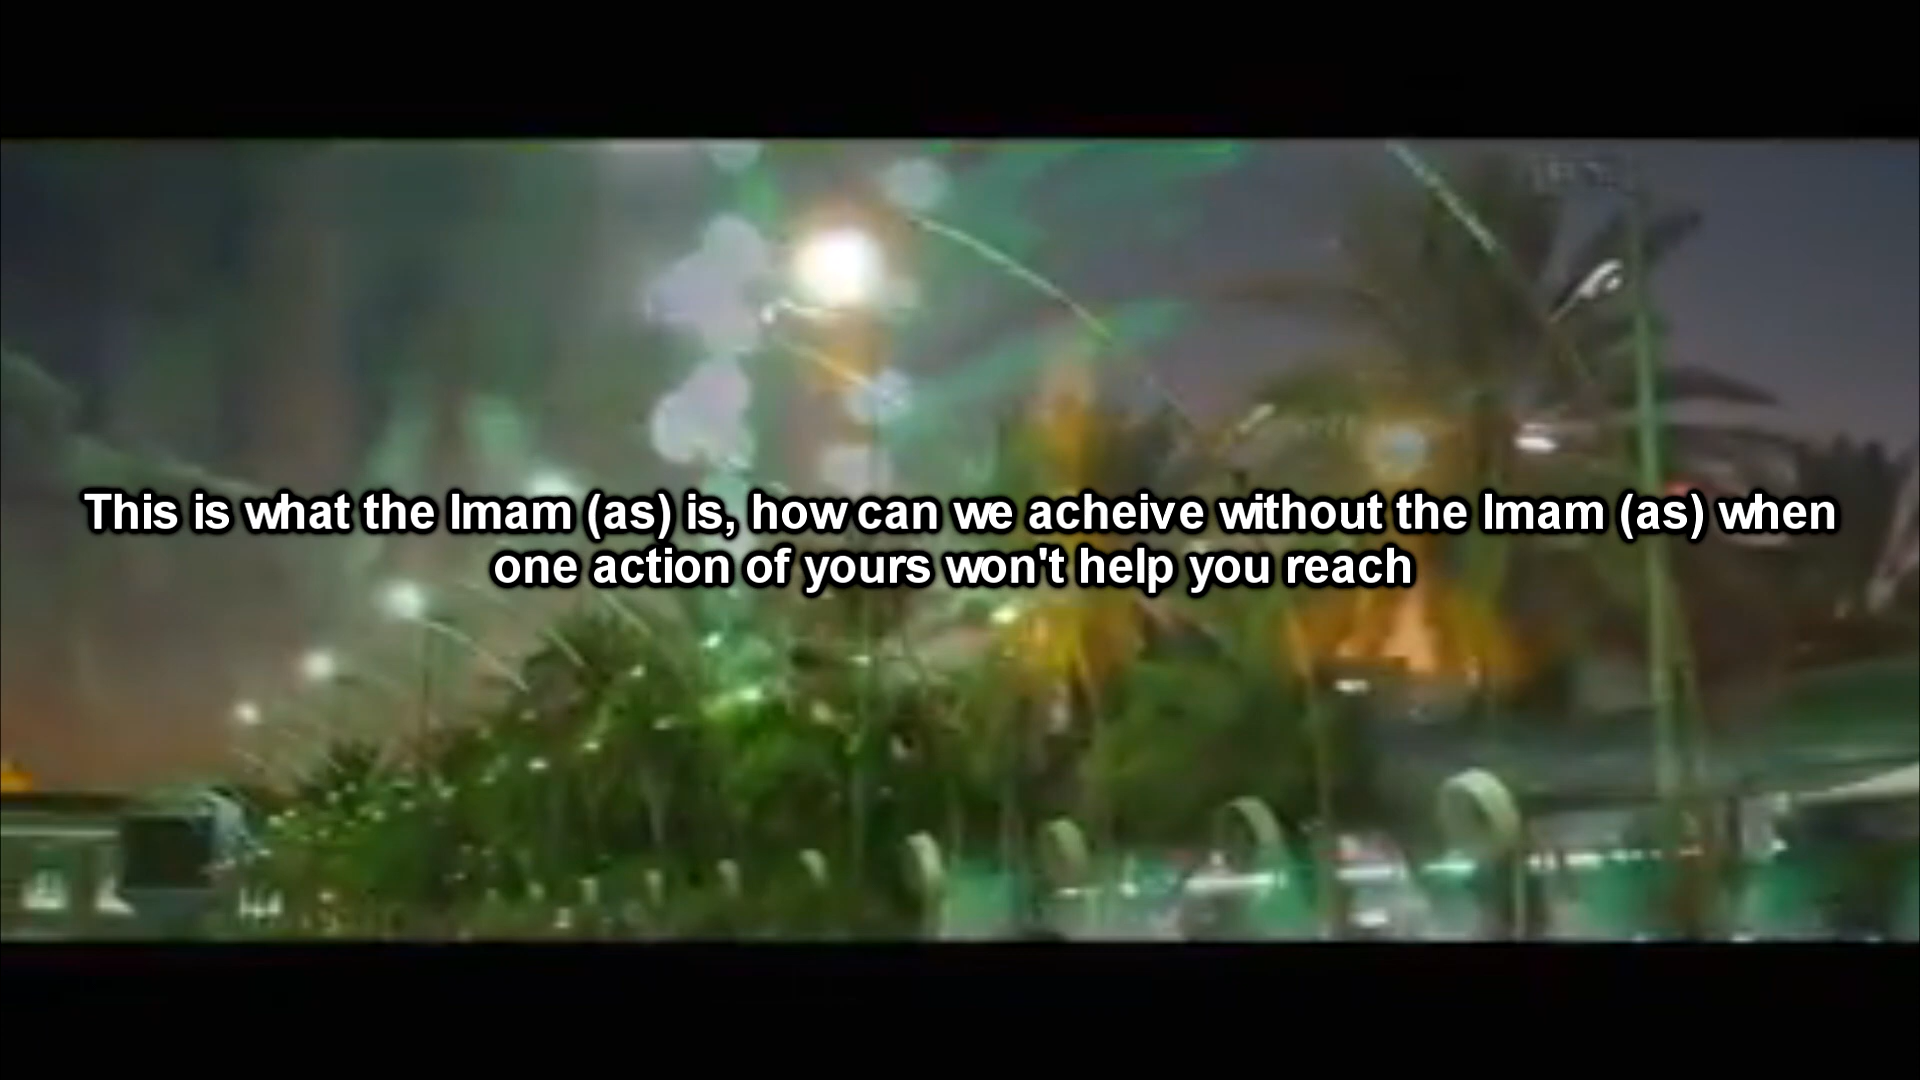 This is what the Imam (as) is, how can we acheive without the Imam (as) when
one action of yours won't help you reach